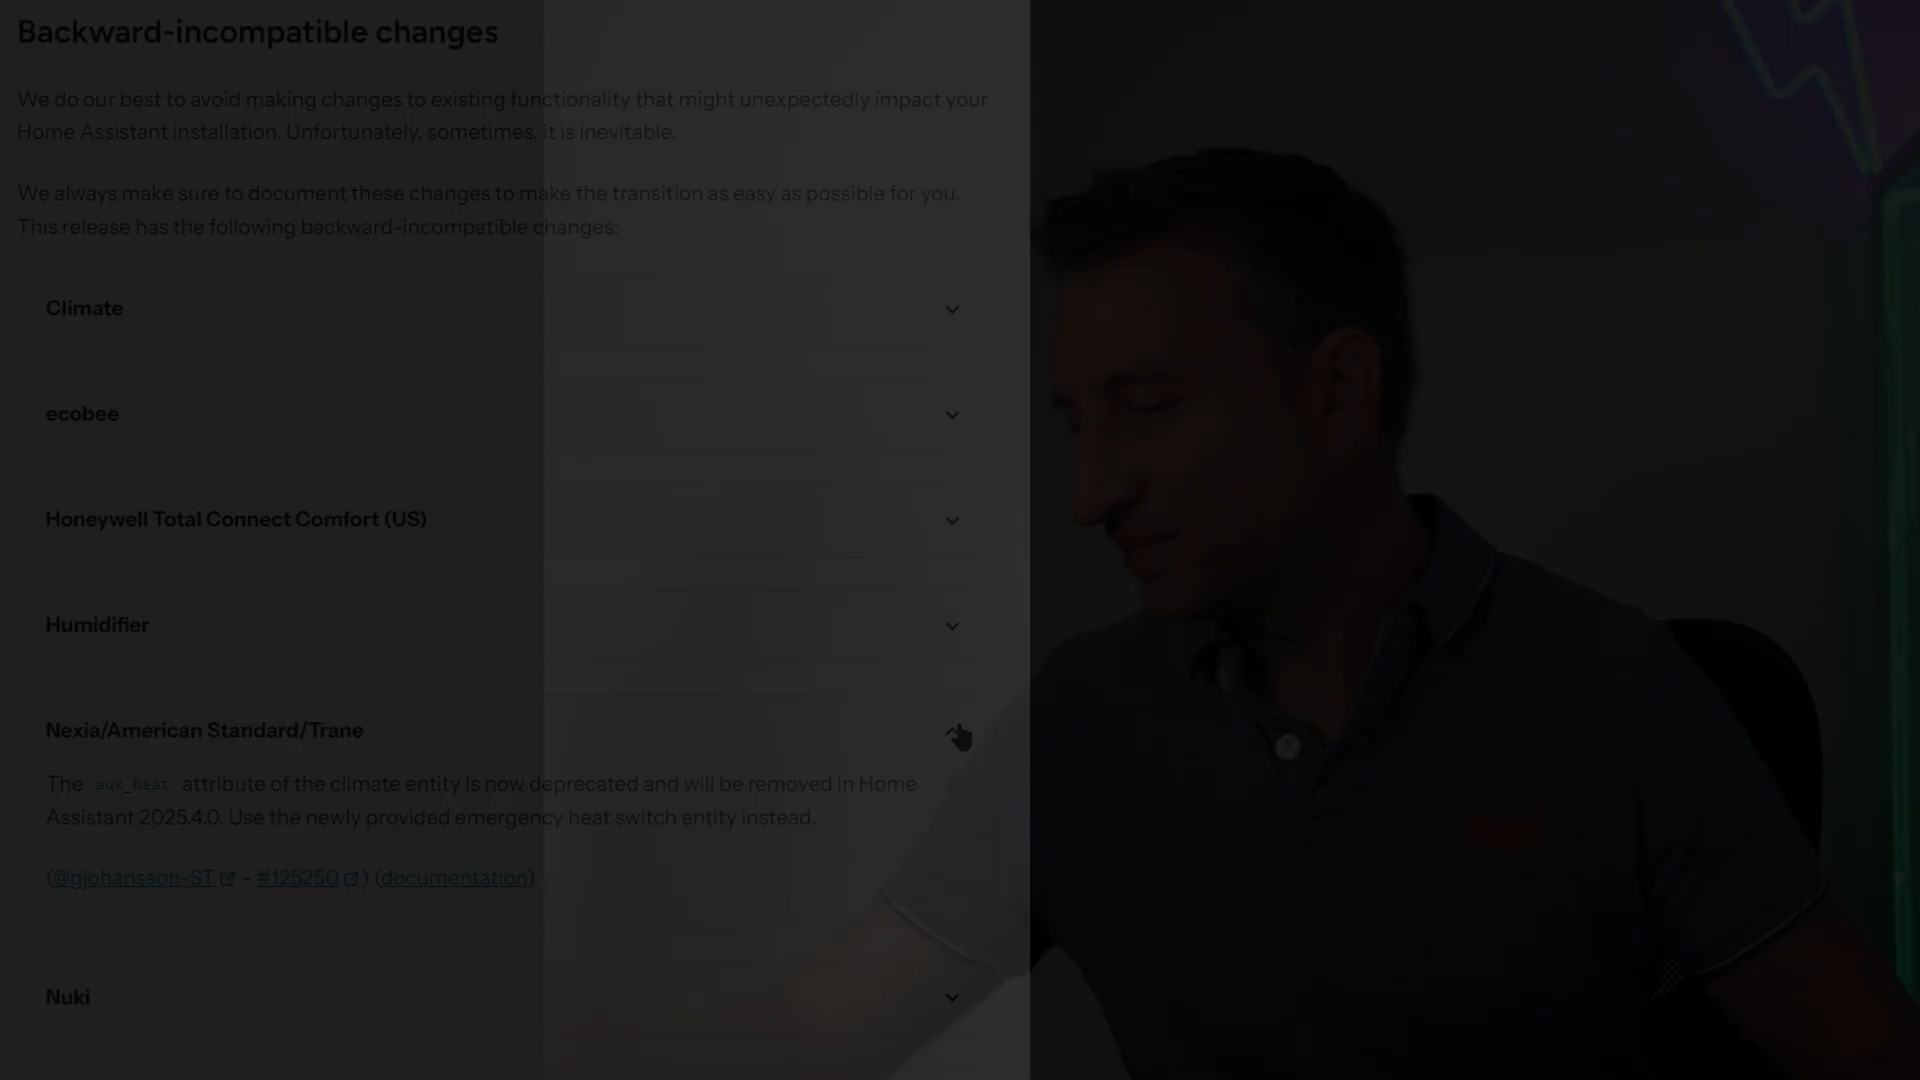 Backward-incompatible changes
We do our best to avoid making changes to existing functionality that might unexpectedly impact your
Home Assistant installation. Unfortunately, sometimes, it is inevitable.
We always make sure to document these changes to make the transition as easy as possible for you.
This release has the following backward-incompatible changes:
Climate
ecobee
Honeywell Total Connect Comfort (US)
Humidifier
Nexia/American Standard/Trane
The aux_heat attribute of the climate entity is now deprecated and will be removed in Home
Assistant 2025.4.0. Use the newly provided emergency heat switch entity instead.
(@gjohansson-ST - #125250) (documentation)
Nuki